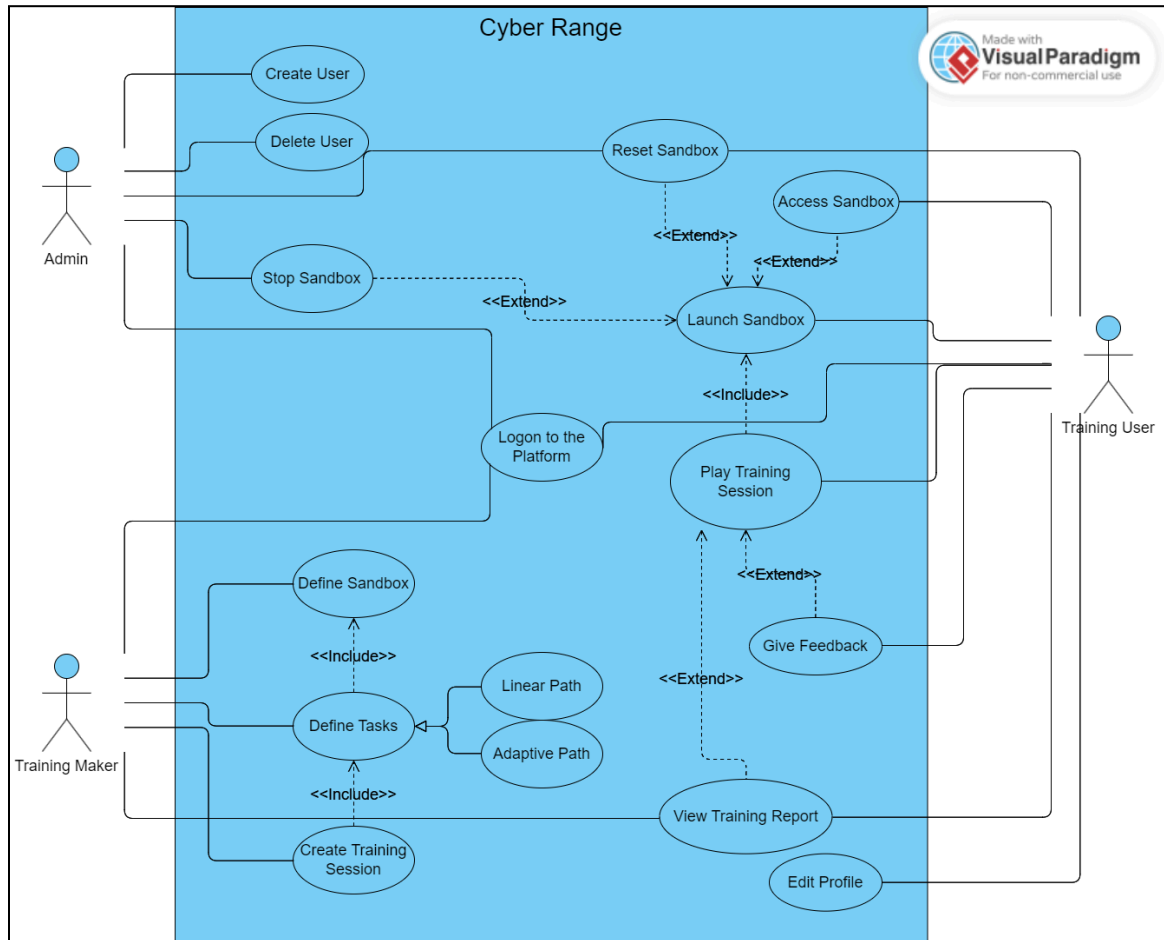 Cyber Range
Made with
Visual Paradigm
For non-commercial use
Create User
Delete User
Reset Sandbox
Access Sandbox
<<Extend>>
Admin
<<Extend>>
Stop Sandbox
<<Extend>>
Launch Sandbox
<<Include>>
Training User
Logon to the
Platform
Play Training
Session
Define Sandbox
<<Extend>>
Give Feedback
<<Include>>
<<Extend>>
Linear Path
Define Tasks
Adaptive Path
Training Maker
<<Include>>
View Training Report
Create Training
Session
Edit Profile